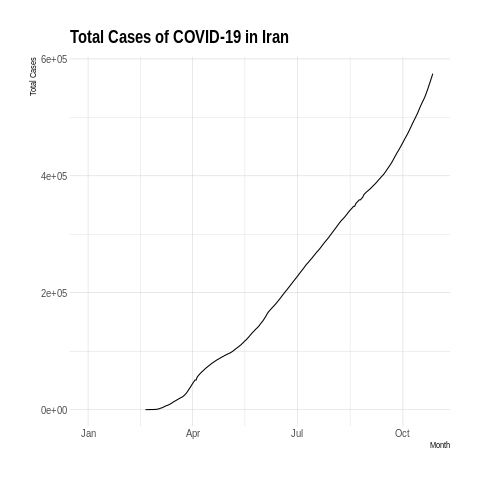 Total Cases of COVID-19 in Iran
Total Cases
6e+05
4e+05
2e+05
0e+00
Jan Apr Jul Oct
Month